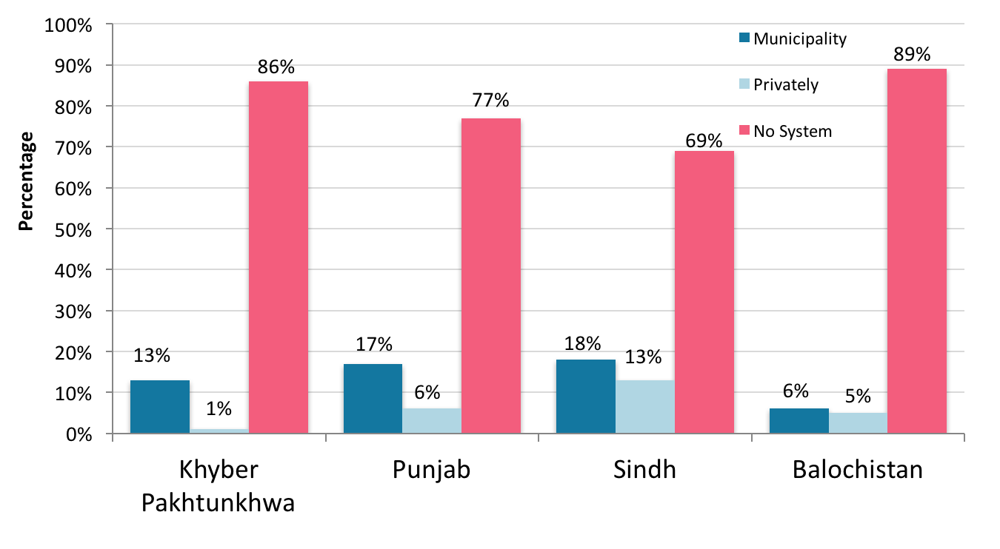 100%
90%
80%
70%
60%
50%
40%
30%
20%
10%
0%
Percentage
Municipality
Privately
No System
13%
1%
86%
17%
6%
77%
18%
13%
69%
6%
5%
89%
Khyber
Pakhtunkhwa
Punjab
Sindh
Balochistan